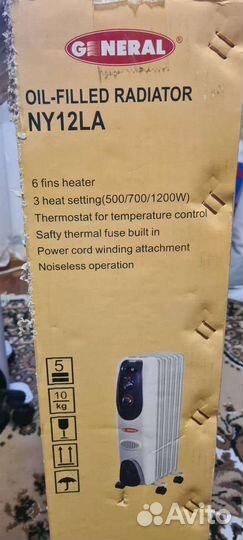 GENERAL®
OIL-FILLED RADIATOR
NY12LA
6 fins heater
3 heat setting(500/700/1200W)
Thermostat for temperature control
Safty thermal fuse built in
Power cord winding attachment
Noiseless operation
5
10
kg
GENERAL
Avito